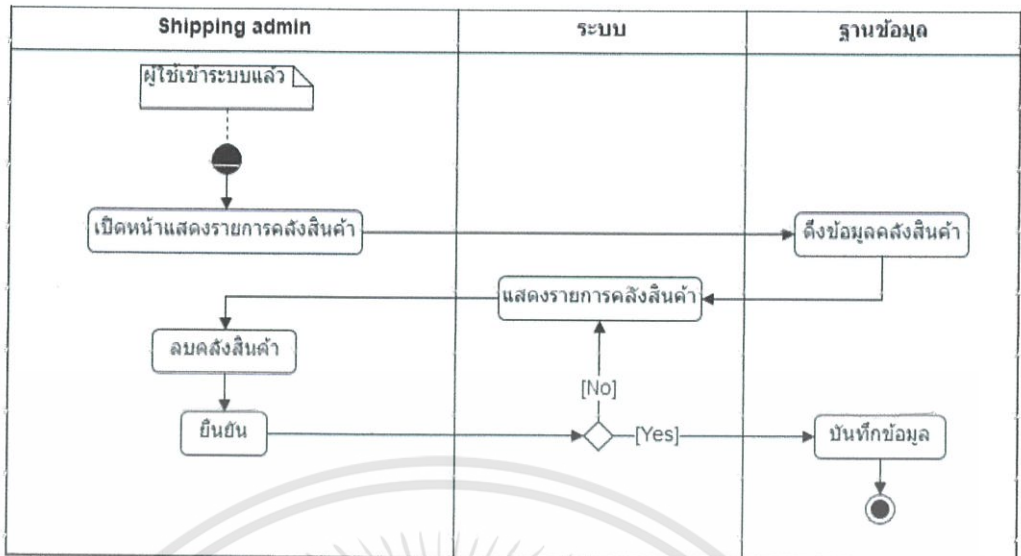 Shipping admin
ระบบ
ฐานข้อมูล
ผู้ใช้เข้าระบบแล้ว
เปิดหน้าแสดงรายการคลังสินค้า
ดึงข้อมูลคลังสินค้า
แสดงรายการคลังสินค้า
ลบคลังสินค้า
[No]
ยืนยัน
[Yes]
บันทึกข้อมูล